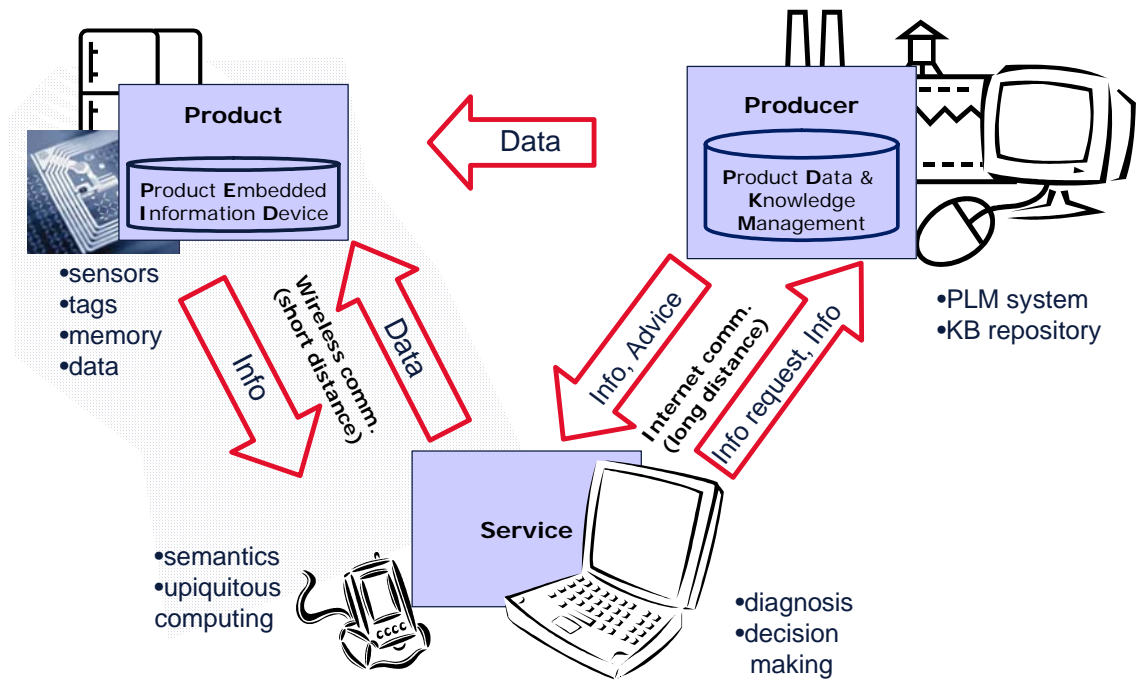 Product
Product Embedded
Information Device
Data
Producer
Product Data &
Knowledge
Management
•sensors
•tags
•memory
•data
Info
Wireless comm.
(short distance)
Data
Info, Advice
Internet comm.
(long distance)
Info request, Info
•PLM system
•KB repository
Service
•semantics
•upiquitous
computing
•diagnosis
•decision
making